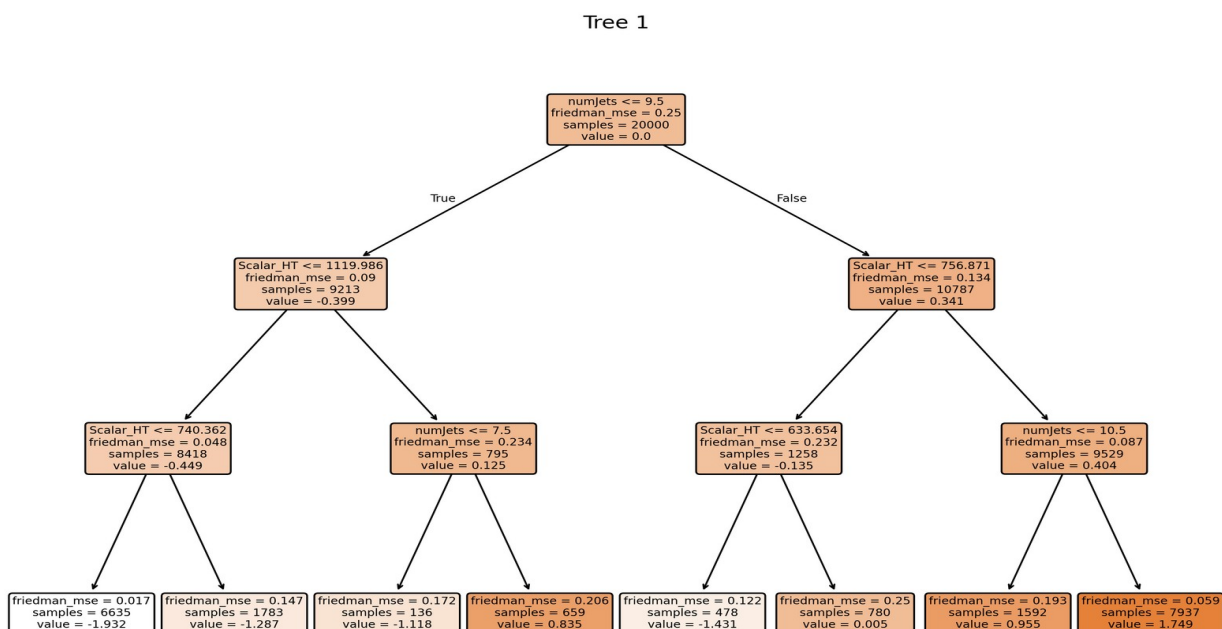 Tree 1
numJets <= 9.5
friedman_mse = 0.25
samples = 20000
value = 0.0
True
False
Scalar_HT <= 1119.986
friedman_mse = 0.09
samples = 9213
value = -0.399
Scalar_HT <= 756.871
friedman_mse = 0.134
samples = 10787
value = 0.341
Scalar_HT <= 740.362
friedman_mse = 0.048
samples = 8418
value = -0.449
numJets <= 7.5
friedman_mse = 0.234
samples = 795
value = 0.125
Scalar_HT <= 633.654
friedman_mse = 0.232
samples = 1258
value = -0.135
numJets <= 10.5
friedman_mse = 0.087
samples = 9529
value = 0.404
friedman_mse = 0.017
samples = 6635
value = -1.932
friedman_mse = 0.147
samples = 1783
value = -1.287
friedman_mse = 0.172
samples = 136
value = -1.118
friedman_mse = 0.206
samples = 659
value = 0.835
friedman_mse = 0.122
samples = 478
value = -1.431
friedman_mse = 0.25
samples = 780
value = 0.005
friedman_mse = 0.193
samples = 1592
value = 0.955
friedman_mse = 0.059
samples = 7937
value = 1.749